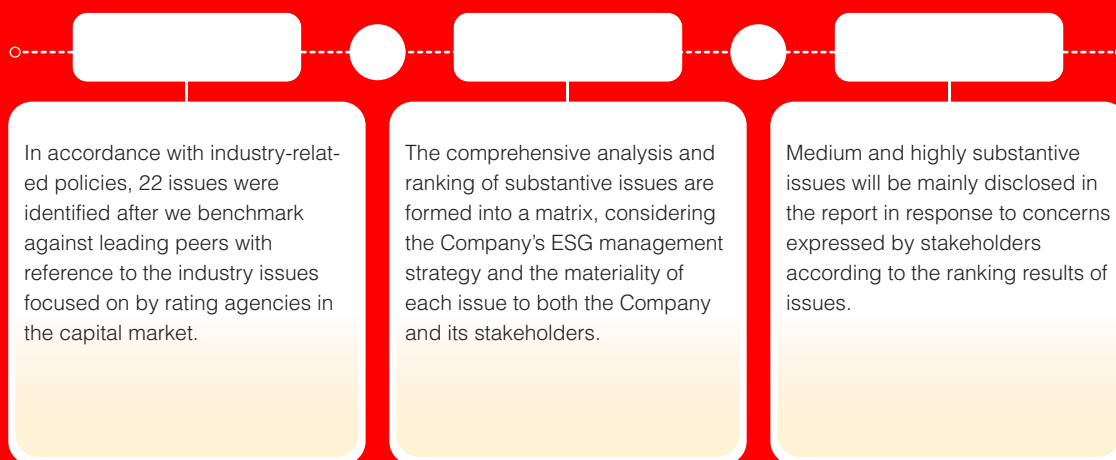 In accordance with industry-relat-
ed policies, 22 issues were
identified after we benchmark
against leading peers with
reference to the industry issues
focused on by rating agencies in
the capital market.
The comprehensive analysis and
ranking of substantive issues are
formed into a matrix, considering
the Company's ESG management
strategy and the materiality of
each issue to both the Company
and its stakeholders.
Medium and highly substantive
issues will be mainly disclosed in
the report in response to concerns
expressed by stakeholders
according to the ranking results of
issues.